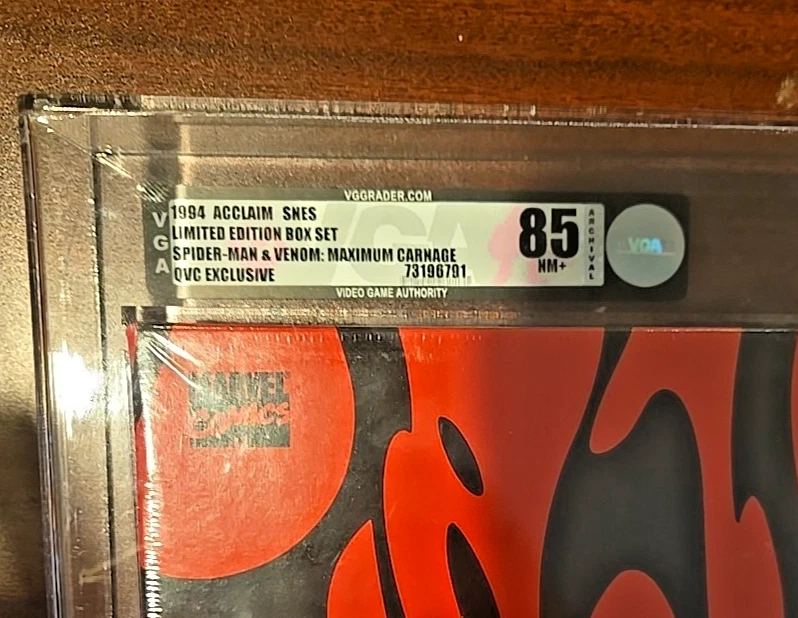 VGGRADER.COM
VGA
1994 ACCLAIM SNES
LIMITED EDITION BOX SET
SPIDER-MAN & VENOM: MAXIMUM CARNAGE
QVC EXCLUSIVE 73196791
85
NM+
ARCHIVAL
VGA
VIDEO GAME AUTHORITY
MARVEL
COMICS